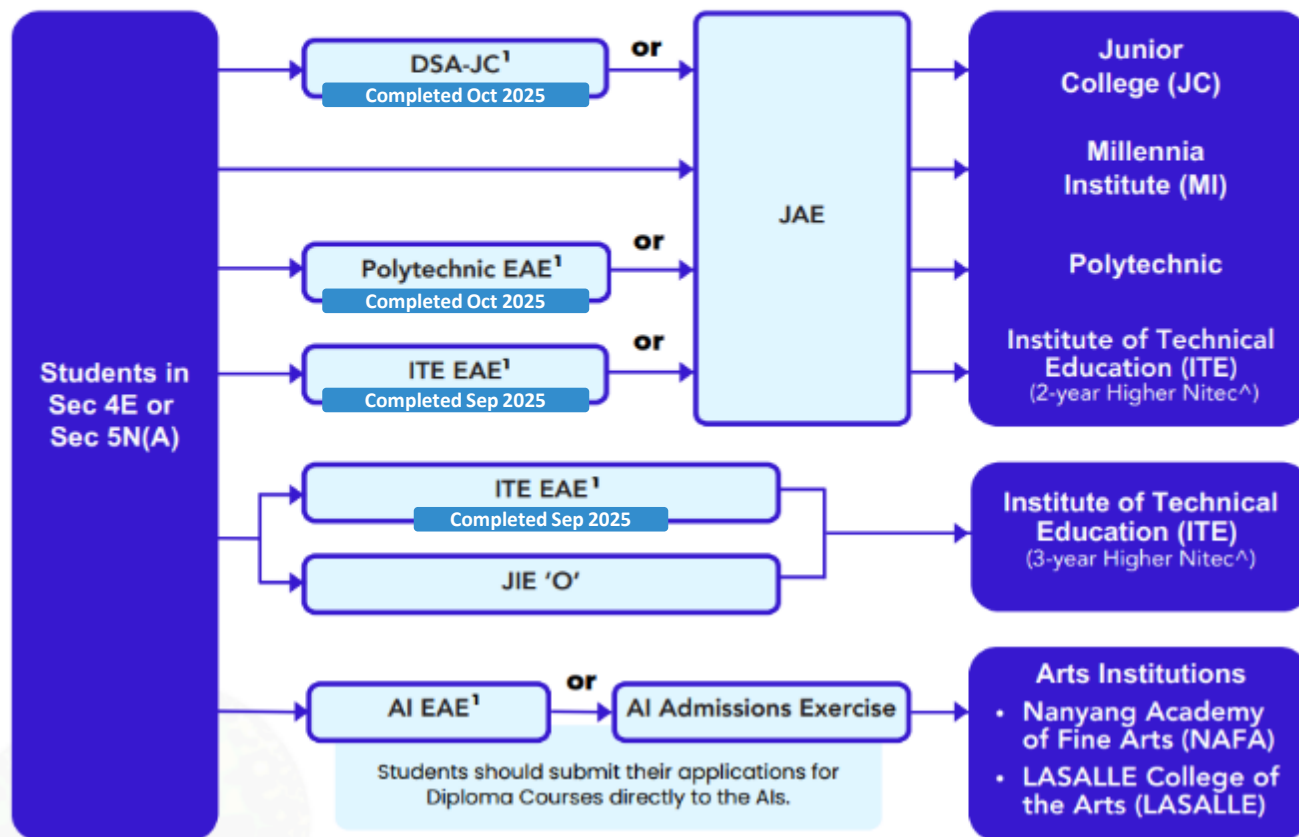 Students in
Sec 4E or
Sec 5N(A)
DSA-JC¹
Completed Oct 2025
or
Polytechnic EAE¹
Completed Oct 2025
or
ITE EAE¹
Completed Sep 2025
or
JAE
Junior
College (JC)
Millennia
Institute (MI)
Polytechnic
Institute of Technical
Education (ITE)
(2-year Higher Nitec^)
ITE EAE¹
Completed Sep 2025
JIE 'O'
Institute of Technical
Education (ITE)
(3-year Higher Nitec^)
AI EAE¹
or
AI Admissions Exercise
Students should submit their applications for
Diploma Courses directly to the AIs.
Arts Institutions
• Nanyang Academy
of Fine Arts (NAFA)
• LASALLE College of
the Arts (LASALLE)